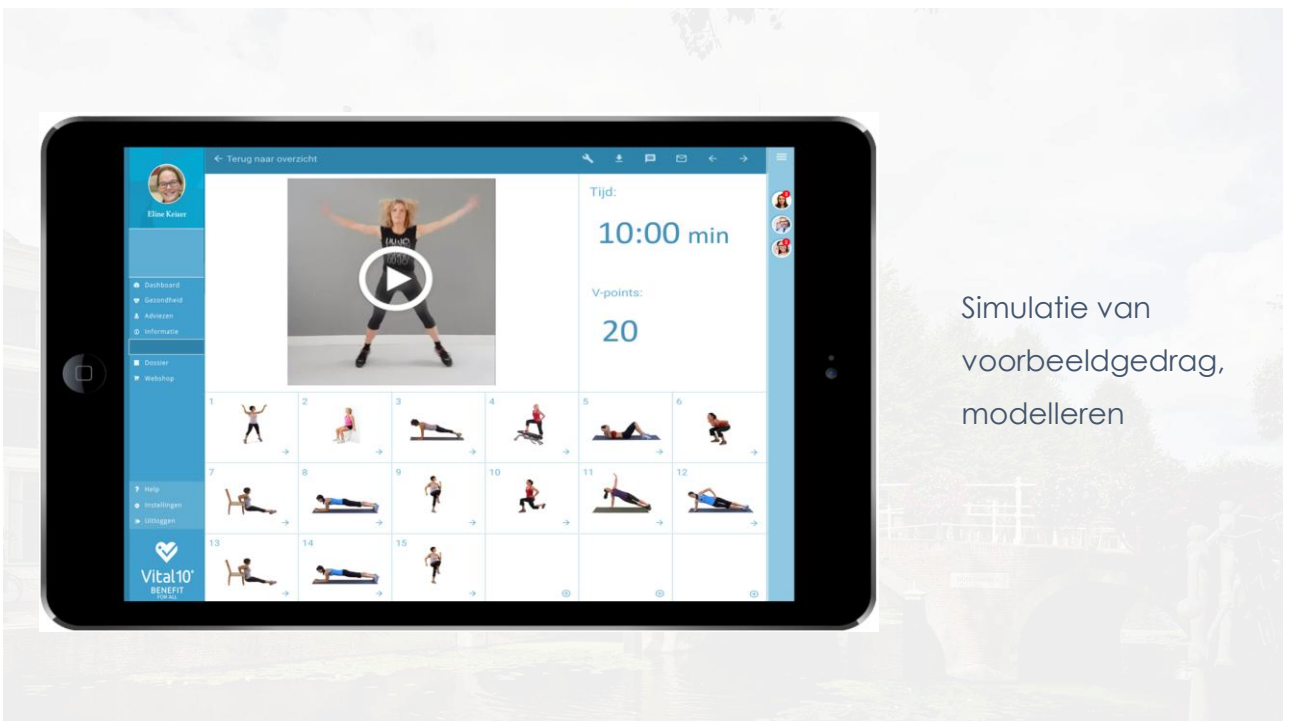 ← Terug naar overzicht
Eline Kriser
Dashboard
Gezondheid
Adviezen
Informatie
Dossier
Webshop
? Help
Instellingen
Uitloggen
Vital10°
BENEFIT
FOR ALL
Tijd:
10:00 min
V-points:
20
1
2
3
4
5
6
7
8
9
10
11
12
13
14
15
Simulatie van
voorbeeldgedrag,
modelleren